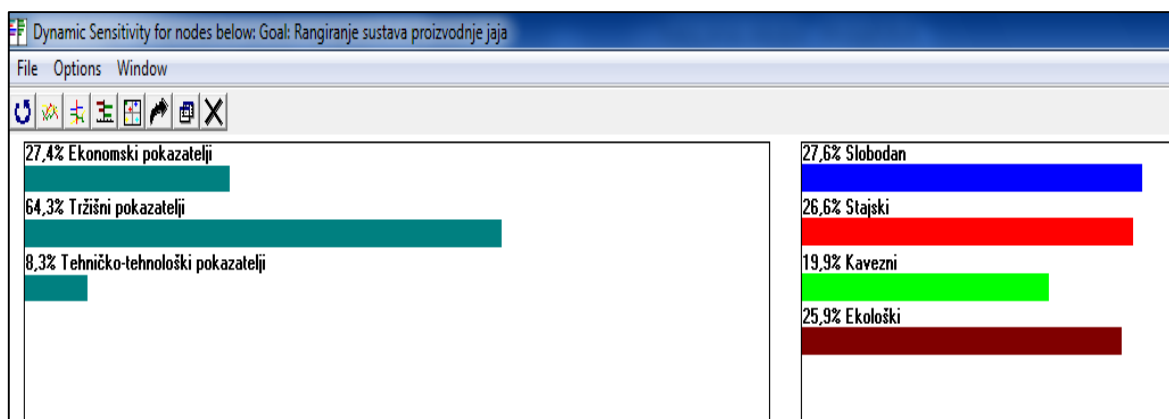 Dynamic Sensitivity for nodes below: Goal: Rangiranje sustava proizvodnje jaja
File Options Window
27,4% Ekonomski pokazatelji
64,3% Tržišni pokazatelji
8,3% Tehničko-tehnološki pokazatelji
27,6% Slobodan
26,6% Stajski
19,9% Kavezni
25,9% Ekološki